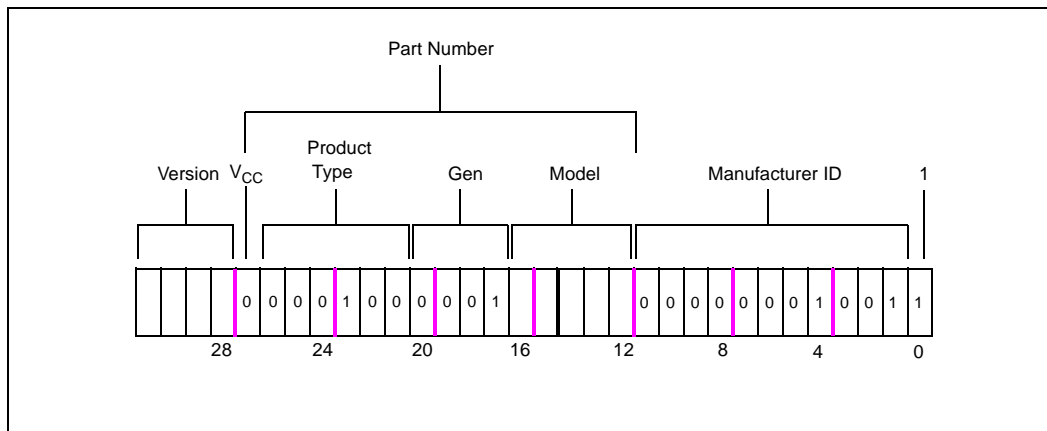 Part Number
Product
Version VCC Type Gen Model Manufacturer ID 1
0 0 0 0 1 0 0 0 0 0 1 0 0 0 0 0 0 0 1 0 0 1 1
28 24 20 16 12 8 4 0